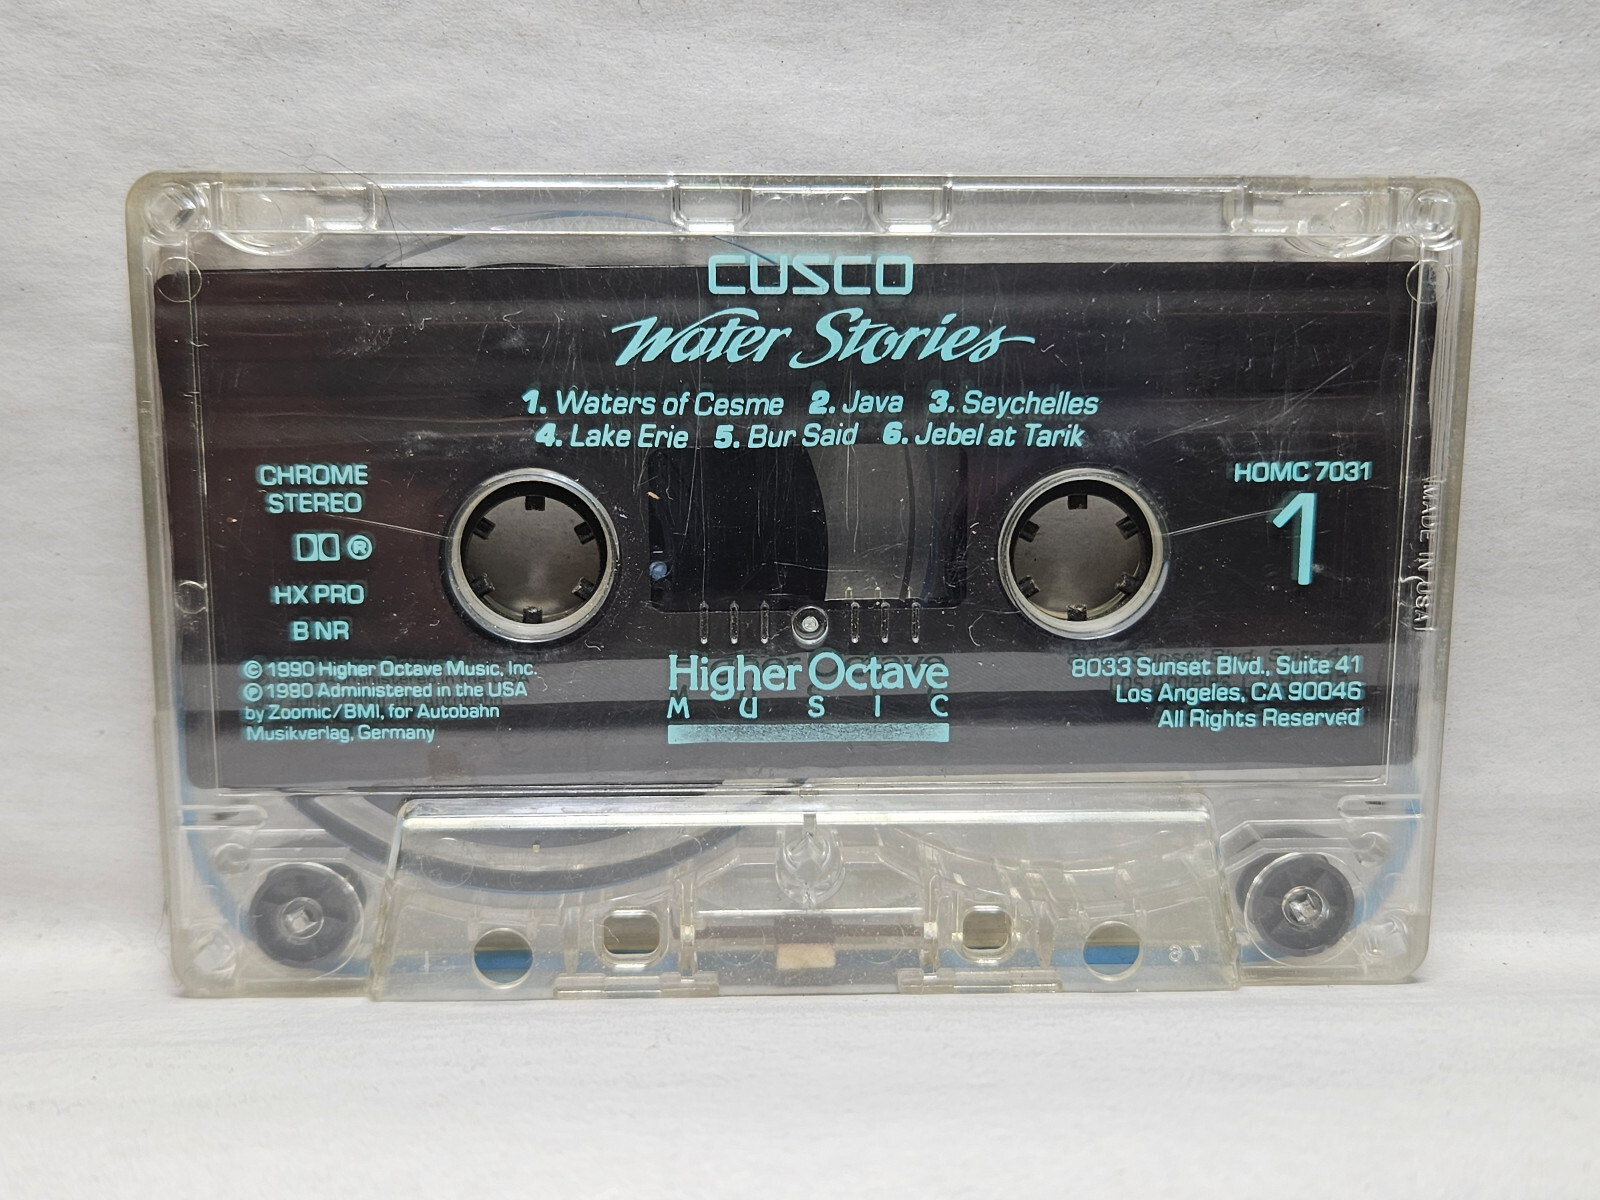 CUSCO
Water Stories
1. Waters of Cesme 2. Java 3. Seychelles
4. Lake Erie 5. Bur Said 6. Jebel at Tarik
CHROME
STEREO
®
HX PRO
B NR
HOMC 7031
1
MADE IN USA
© 1990 Higher Octave Music, Inc.
℗ 1990 Administered in the USA
by Zoomic/BMI, for Autobahn
Musikverlag, Germany
Higher Octave
MUSIC
8033 Sunset Blvd., Suite 41
Los Angeles, CA 90046
All Rights Reserved